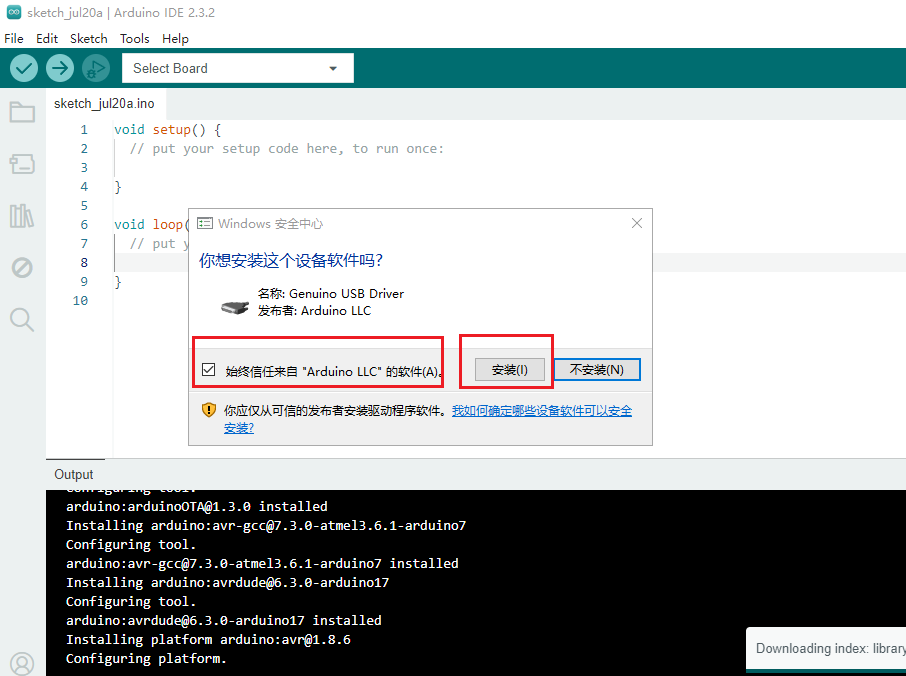 sketch_jul20a | Arduino IDE 2.3.2
File Edit Sketch Tools Help
Select Board
sketch_jul20a.ino
1 void setup() {
2 // put your setup code here, to run once:
3
4 }
5
6 void loop(
7 // put y
8
9 }
10
Windows 安全中心
你想安装这个设备软件吗?
名称: Genuino USB Driver
发布者: Arduino LLC
始终信任来自 "Arduino LLC" 的软件(A)。
安装(I)
不安装(N)
你应仅从可信的发布者安装驱动程序软件。我如何确定哪些设备软件可以安全
安装?
Output
Configuring tool.
arduino:arduinoOTA@1.3.0 installed
Installing arduino:avr-gcc@7.3.0-atmel3.6.1-arduino7
Configuring tool.
arduino:avr-gcc@7.3.0-atmel3.6.1-arduino7 installed
Installing arduino:avrdude@6.3.0-arduino17
Configuring tool.
arduino:avrdude@6.3.0-arduino17 installed
Installing platform arduino:avr@1.8.6
Configuring platform.
Downloading index: library